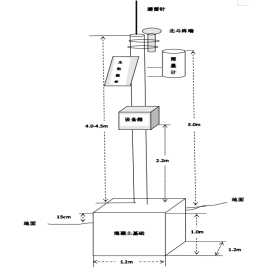 避雷针
北斗终端
太阳能板
雨量计
设备箱
4.0-4.5m
5.0m
2.2m
地面
15cm
地面
混凝土基础
1.0m
1.2m
1.2m